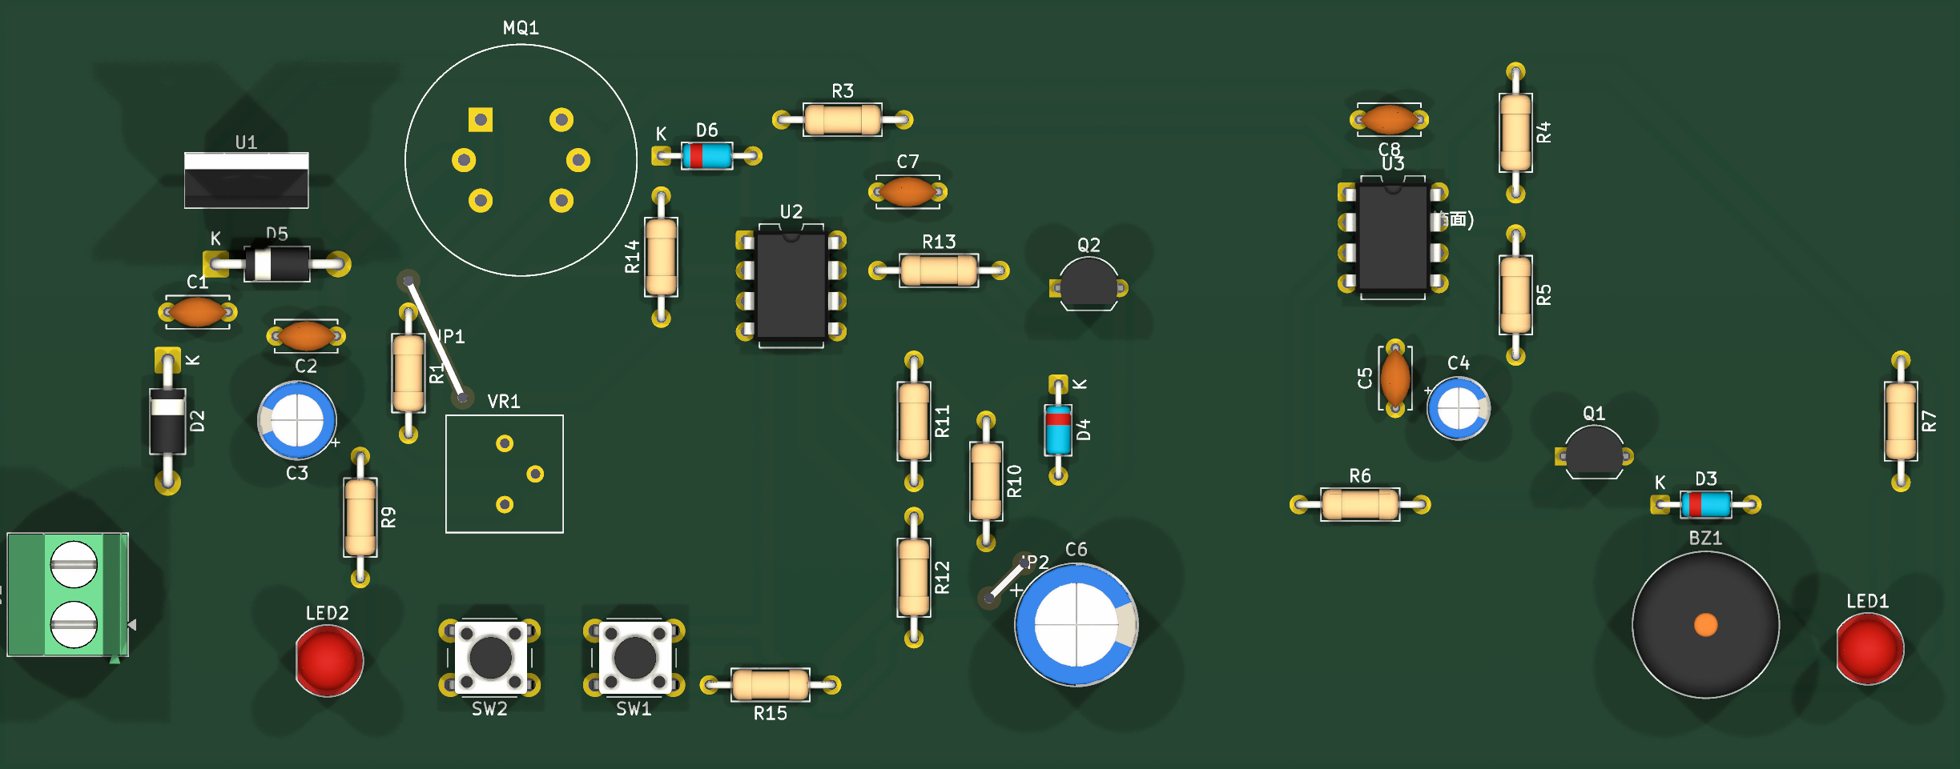 MQ1
R3
D6
K
U1
C7
C8
U3
R4
U2
面)
D5
K
R14
R13
Q2
C1
JP1
R5
K
C2
R1
K
C5
C4
+
VR1
D2
R11
D4
Q1
R7
+
C3
R10
R6
K
D3
R9
BZ1
C6
JP2
R12
+
LED2
LED1
SW2
SW1
R15